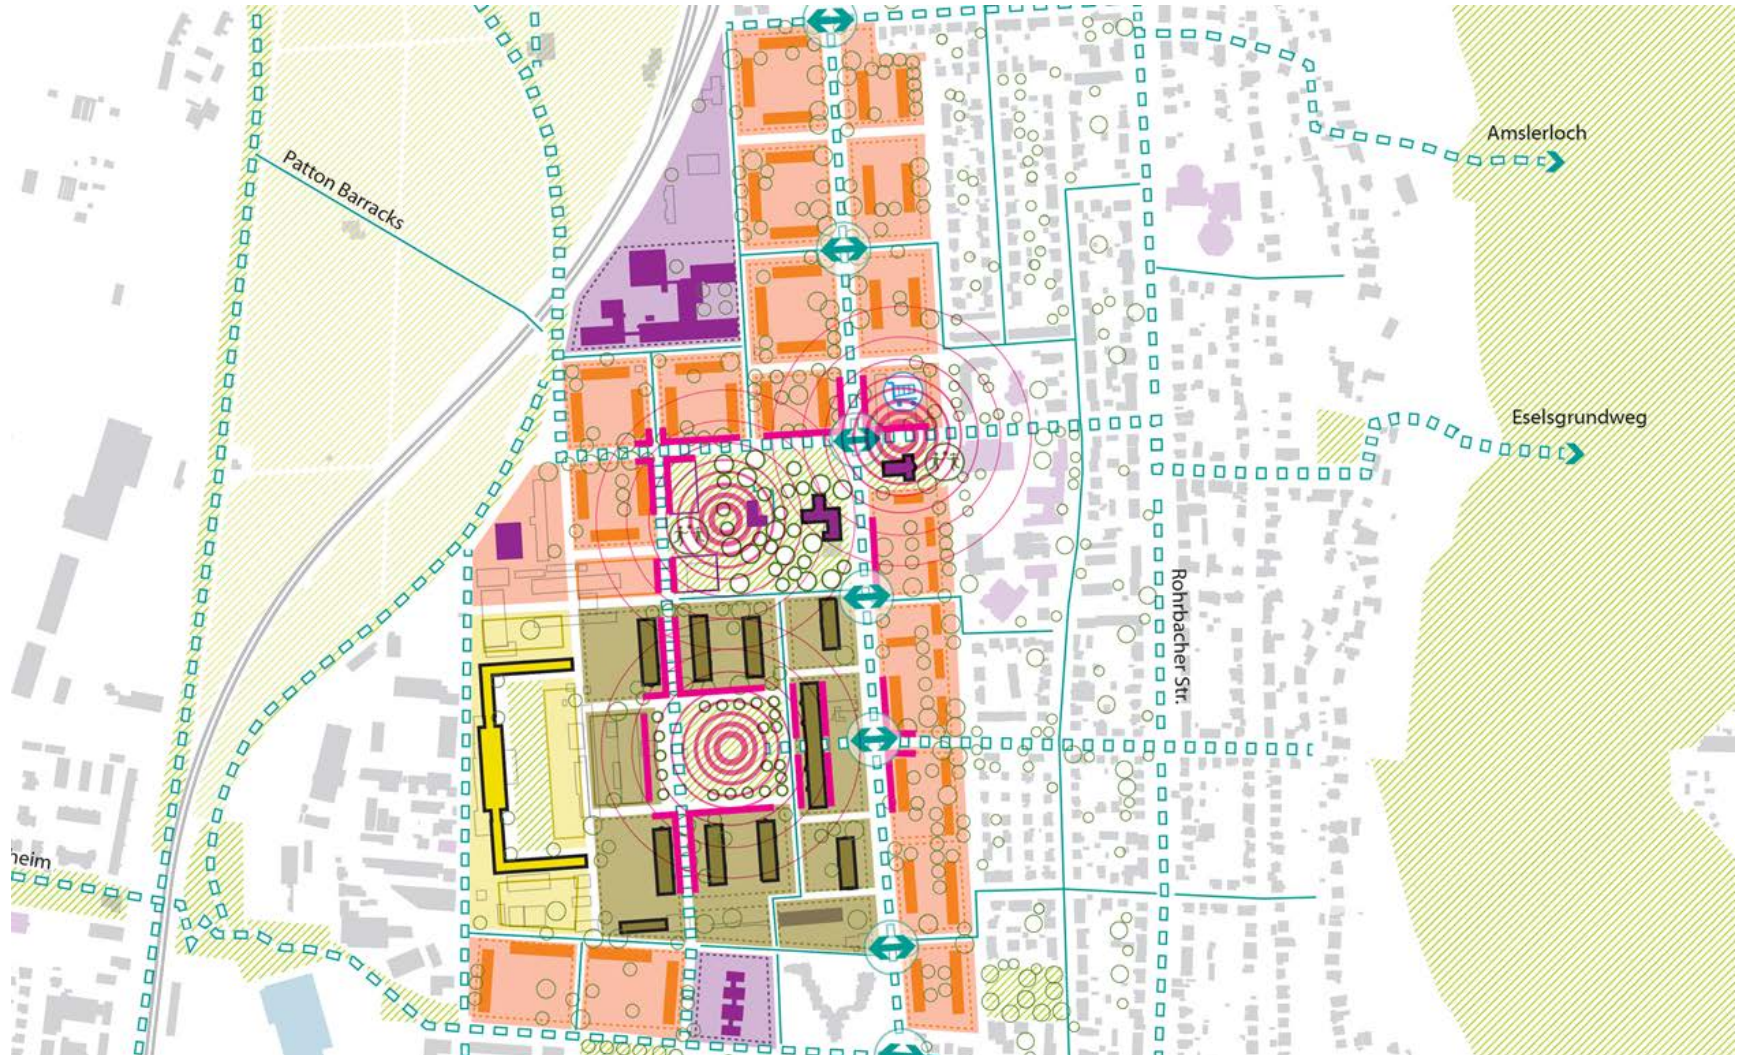 Amslerloch
Patton Barracks
Eselsgrundweg
Rohrbacher Str.
heim